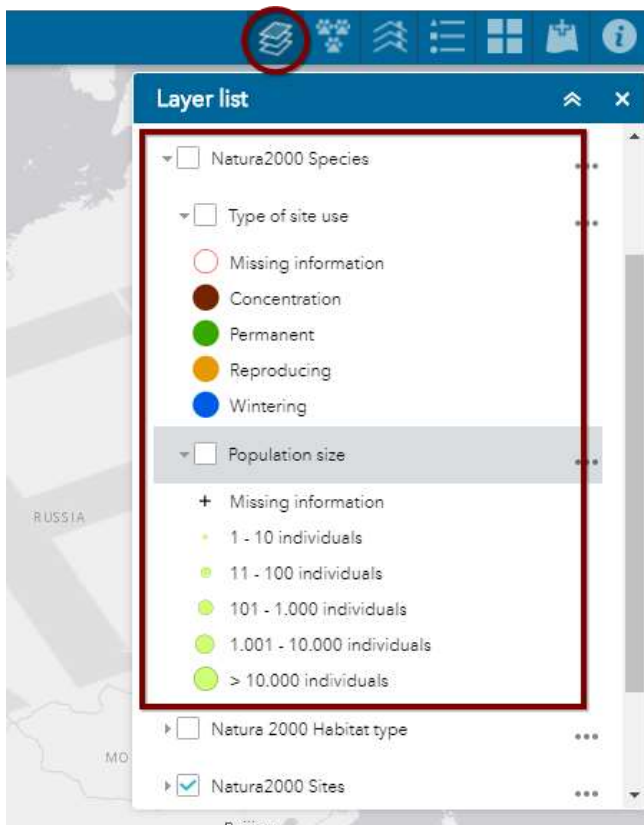 Layer list
Natura2000 Species
Type of site use
Missing information
Concentration
Permanent
Reproducing
Wintering
Population size
Missing information
1 - 10 individuals
11 - 100 individuals
101 - 1.000 individuals
1.001 - 10.000 individuals
> 10.000 individuals
RUSSIA
Natura 2000 Habitat type
MO
Natura2000 Sites